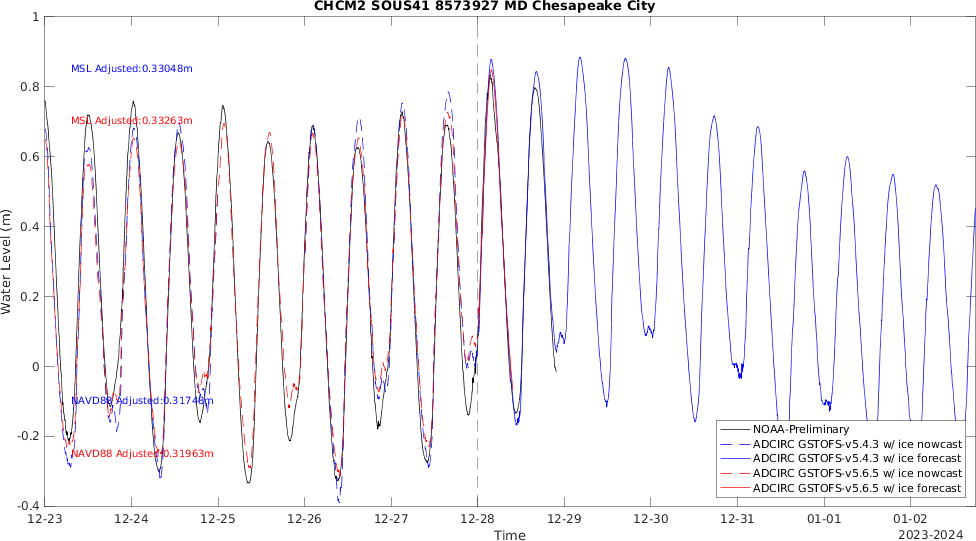 CHCM2 SOUS41 8573927 MD Chesapeake City
1
0.8
0.6
0.4
0.2
0
-0.2
-0.4
Water Level (m)
MSL Adjusted:0.33048m
MSL Adjusted:0.33263m
NAVD88 Adjusted:0.31748m
NAVD88 Adjusted:0.31963m
NOAA-Preliminary
ADCIRC GSTOFS-v5.4.3 w/ ice nowcast
ADCIRC GSTOFS-v5.4.3 w/ ice forecast
ADCIRC GSTOFS-v5.6.5 w/ ice nowcast
ADCIRC GSTOFS-v5.6.5 w/ ice forecast
12-23 12-24 12-25 12-26 12-27 12-28 12-29 12-30 12-31 01-01 01-02
Time
2023-2024